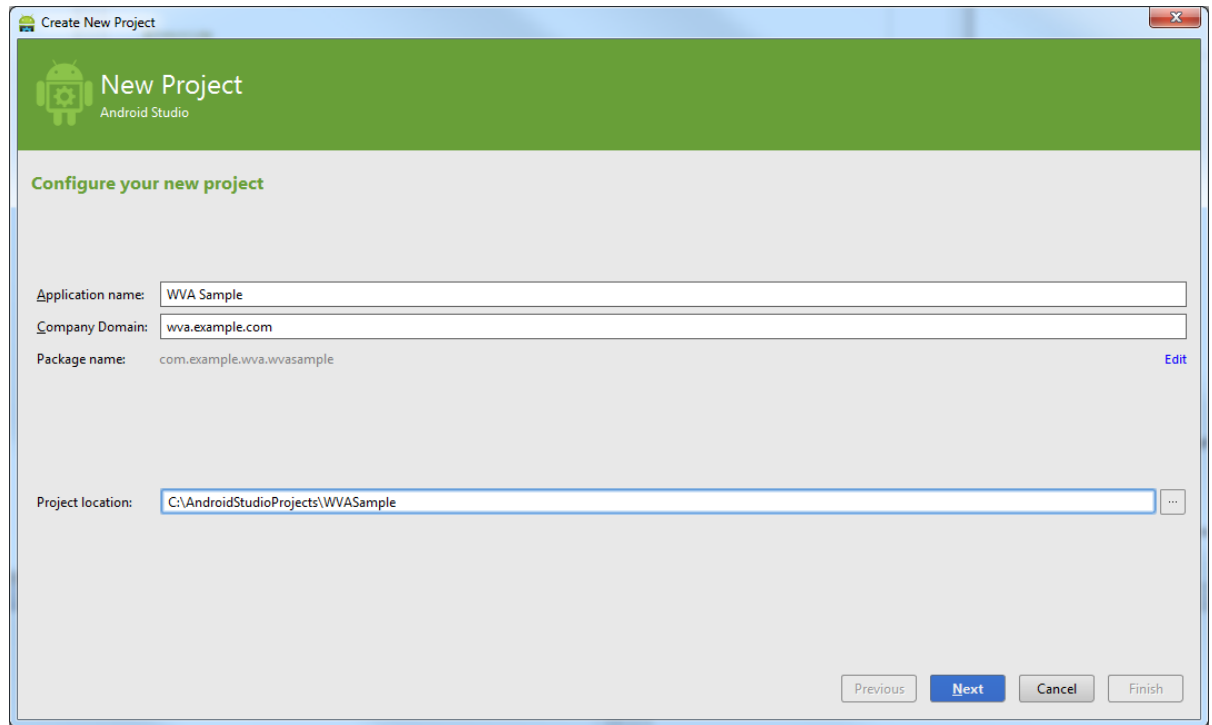 Create New Project
New Project
Android Studio
Configure your new project
Application name: WVA Sample
Company Domain: wva.example.com
Package name: com.example.wva.wvasample Edit
Project location: C:\AndroidStudioProjects\WVASample ...
Previous Next Cancel Finish